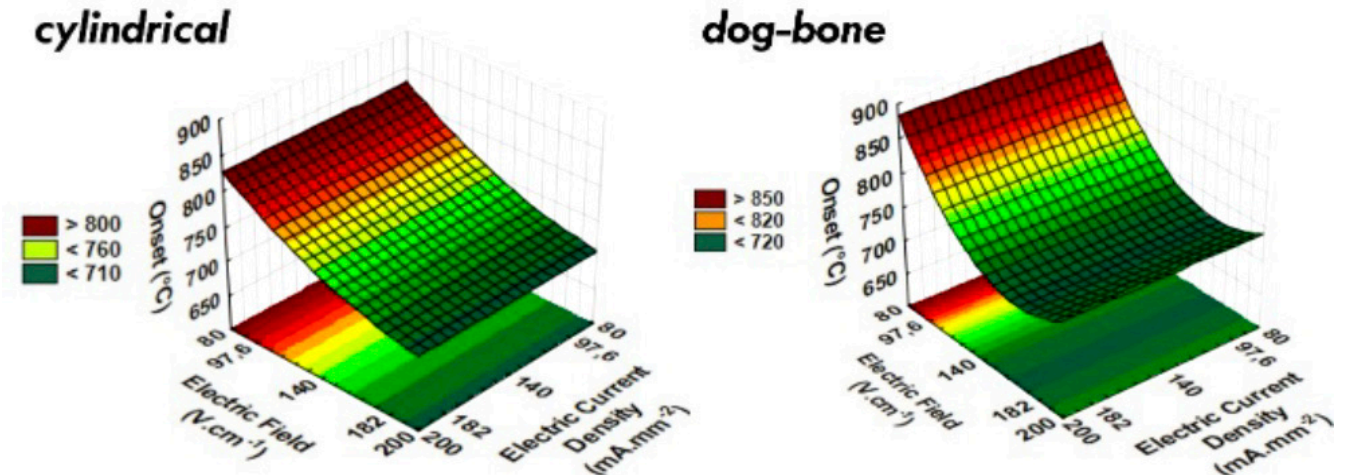 cylindrical
900
850
800
750
700
650
Onset (°C)
> 800
< 760
< 710
80
97,6
140
182
200
Electric Field
(V.cm⁻¹)
80
97,6
140
182
200
Electric Current
Density
(mA.mm⁻²)
dog-bone
900
850
800
750
700
650
Onset (°C)
> 850
< 820
< 720
80
97,6
140
182
200
Electric Field
(V.cm⁻¹)
80
97,6
140
182
200
Electric Current
Density
(mA.mm⁻²)